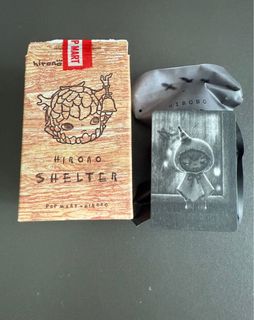 POP MART
hirono
HIRONO
HIRONO
SHELTER
POP MART × HIRONO